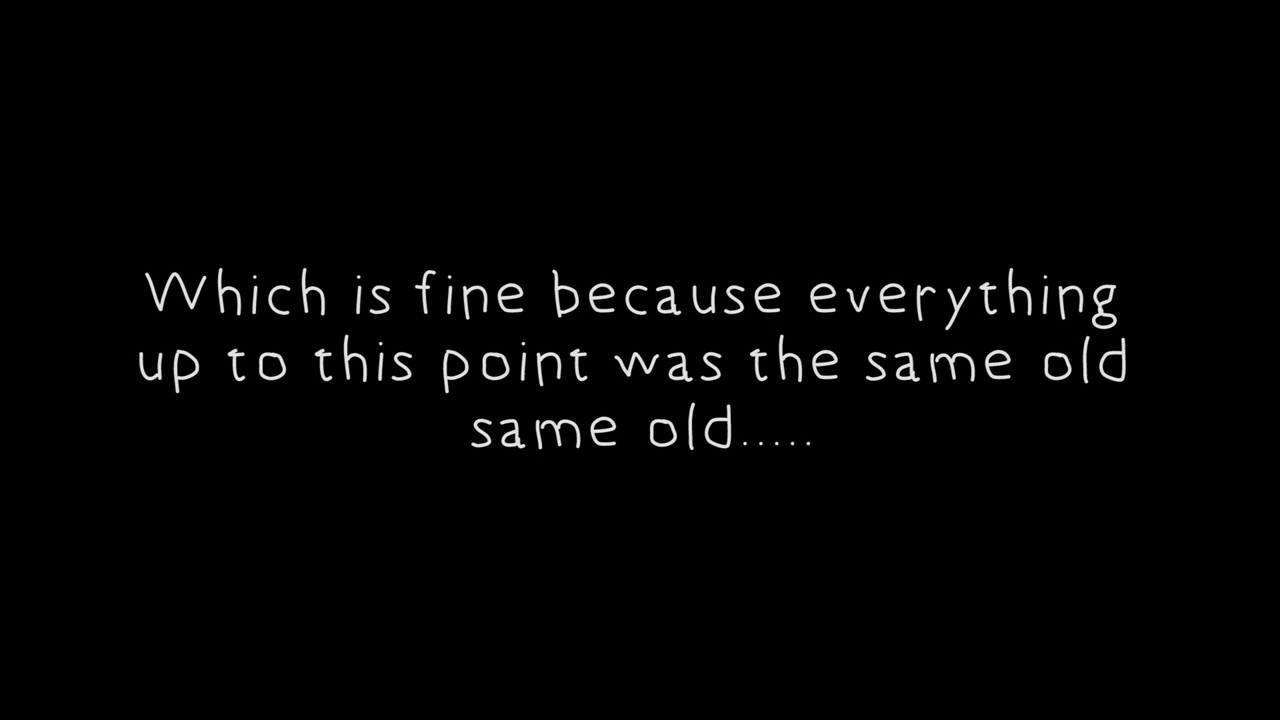 Which is fine because everything
up to this point was the same old
same old.....